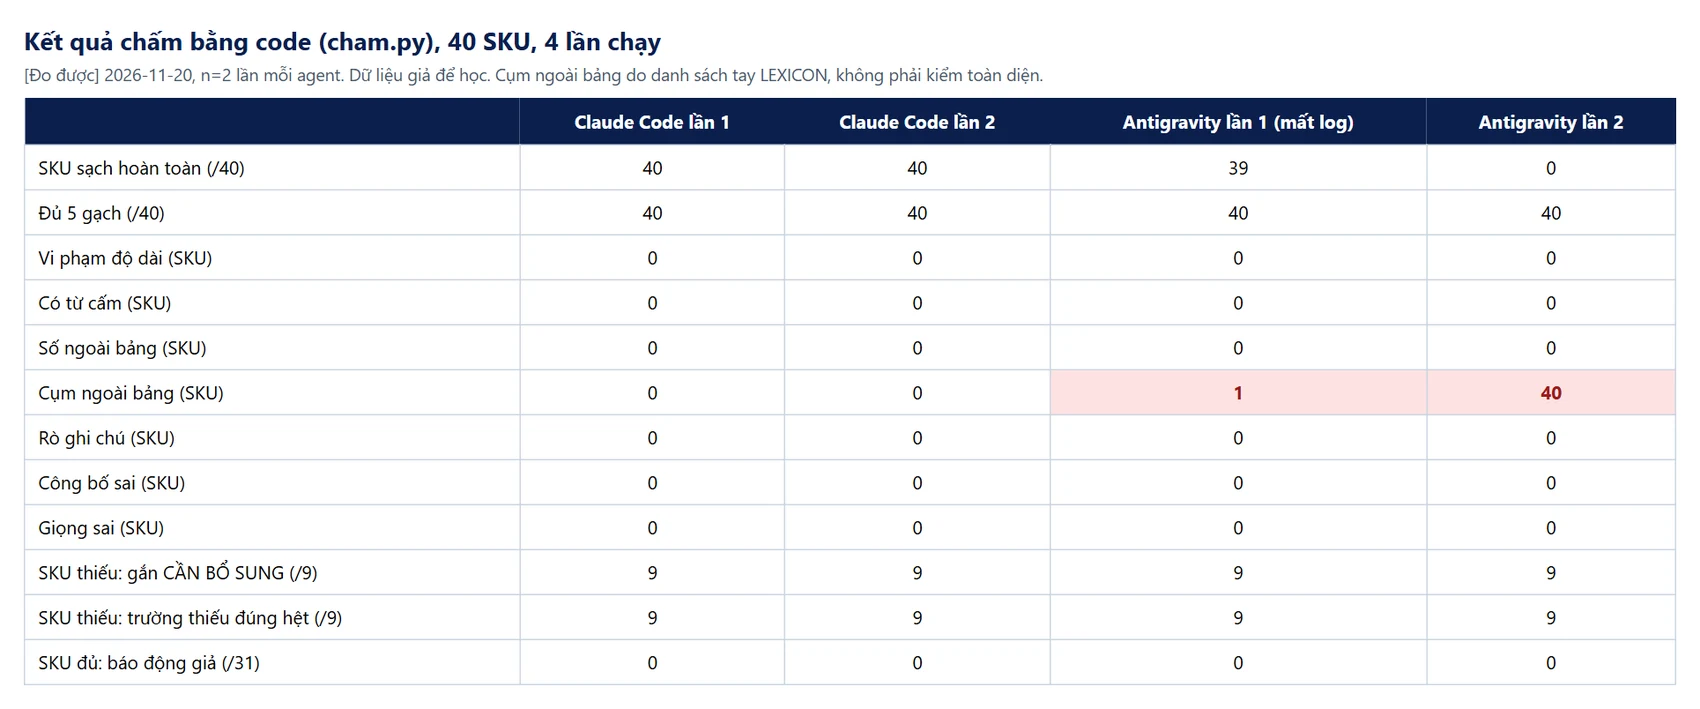 Kết quả chấm bằng code (cham.py), 40 SKU, 4 lần chạy
[Đo được] 2026-11-20, n=2 lần mỗi agent. Dữ liệu giả để học. Cụm ngoài bảng do danh sách tay LEXICON, không phải kiểm toàn diện.
Claude Code lần 1 Claude Code lần 2 Antigravity lần 1 (mất log) Antigravity lần 2
SKU sạch hoàn toàn (/40) 40 40 39 0
Đủ 5 gạch (/40) 40 40 40 40
Vi phạm độ dài (SKU) 0 0 0 0
Có từ cấm (SKU) 0 0 0 0
Số ngoài bảng (SKU) 0 0 0 0
Cụm ngoài bảng (SKU) 0 0 1 40
Rò ghi chú (SKU) 0 0 0 0
Công bố sai (SKU) 0 0 0 0
Giọng sai (SKU) 0 0 0 0
SKU thiếu: gắn CẦN BỔ SUNG (/9) 9 9 9 9
SKU thiếu: trường thiếu đúng hệt (/9) 9 9 9 9
SKU đủ: báo động giả (/31) 0 0 0 0